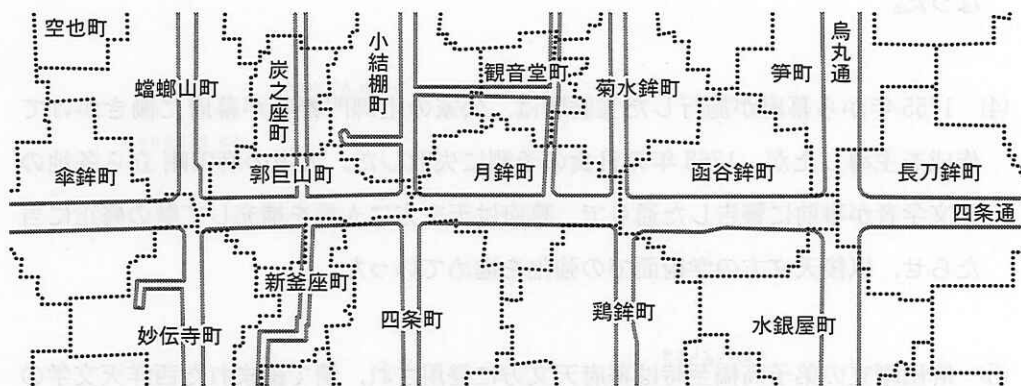 空也町
蟷螂山町
炭之座町
小結棚町
観音堂町
菊水鉾町
笋町
烏丸通
傘鉾町
郭巨山町
月鉾町
函谷鉾町
長刀鉾町
四条通
新釜座町
妙伝寺町
四条町
鶏鉾町
水銀屋町